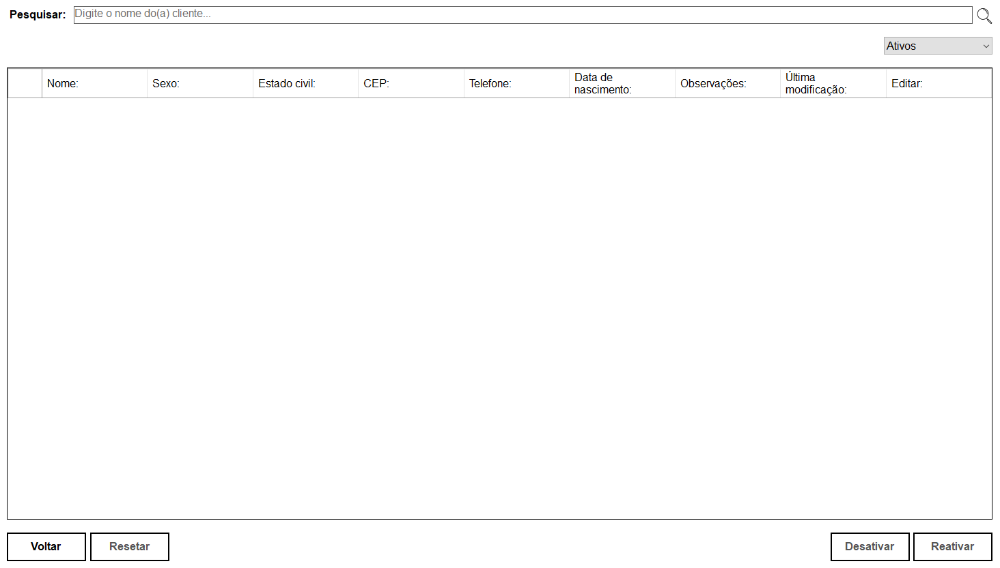 Pesquisar: Digite o nome do(a) cliente...
Ativos
Nome: Sexo: Estado civil: CEP: Telefone: Data de nascimento: Observações: Última modificação: Editar:
Voltar Resetar Desativar Reativar